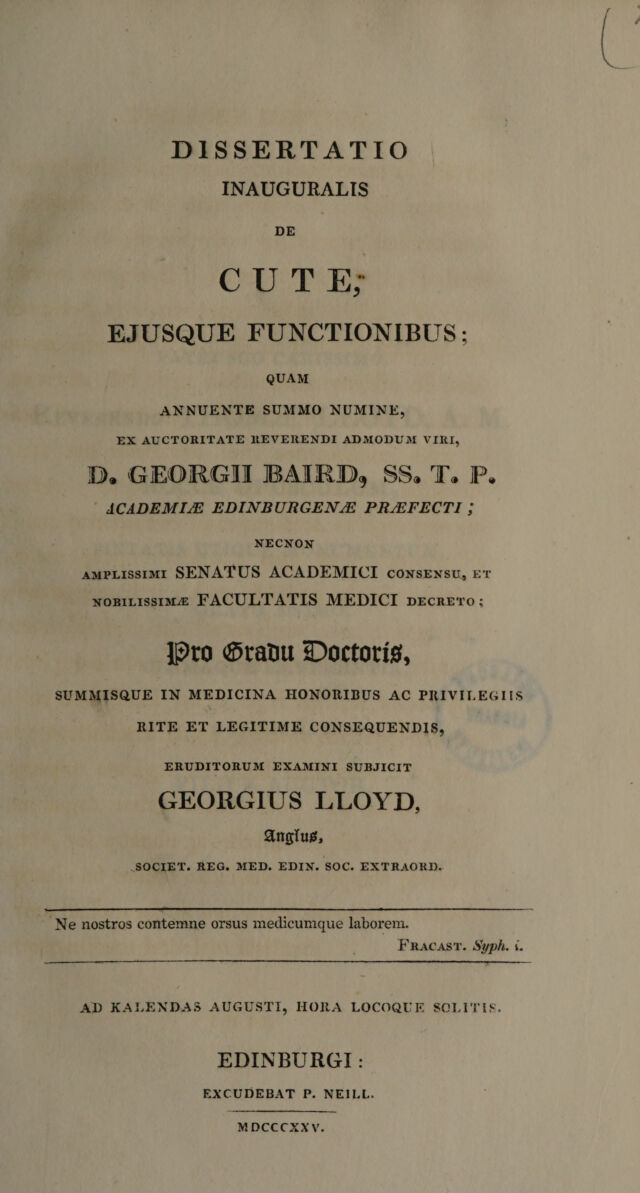 DISSERTATIO
INAUGURALIS
DE
CUTE,
EJUSQUE FUNCTIONIBUS;
QUAM
ANNUENTE SUMMO NUMINE,
EX AUCTORITATE REVERENDI ADMODUM VIRI,
D. GEORGII BAIRD, SS. T. P.
ACADEMIÆ EDINBURGENÆ PRÆFECTI;
NECNON
AMPLISSIMI SENATUS ACADEMICI CONSENSU, ET
NOBILISSIMÆ FACULTATIS MEDICI DECRETO;
Pro Gradu Doctoris,
SUMMISQUE IN MEDICINA HONORIBUS AC PRIVILEGIIS
RITE ET LEGITIME CONSEQUENDIS,
ERUDITORUM EXAMINI SUBJICIT
GEORGIUS LLOYD,
Anglus,
SOCIET. REG. MED. EDIN. SOC. EXTRAORD.
Ne nostros contemne orsus medicumque laborem.
FRACAST. Syph. i.
AD KALENDAS AUGUSTI, HORA LOCOQUE SOLITIS.
EDINBURGI:
EXCUDEBAT P. NEILL.
MDCCCXXV.